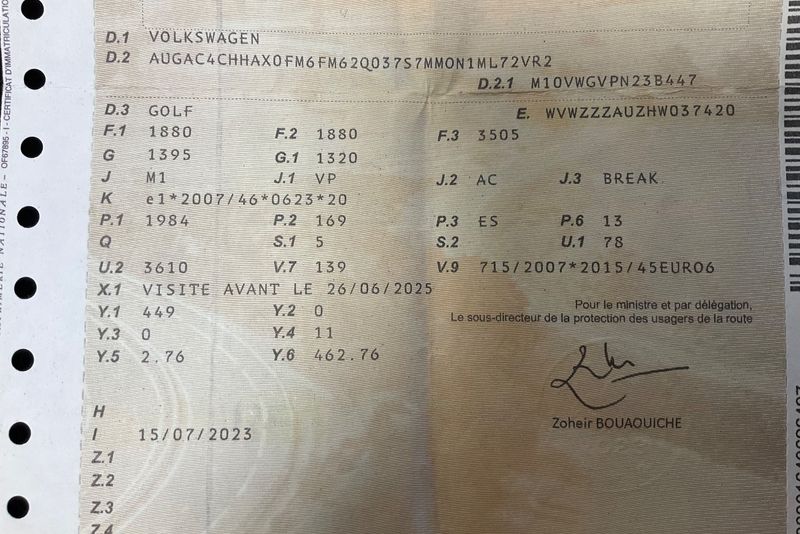 D.1 VOLKSWAGEN
D.2 AUGAC4CHHAX0FM6FM62Q037S7MMON1ML72VR2
D.2.1 M10VWGVPN23B447
D.3 GOLF E. WVWZZZAUZHW037420
F.1 1880 F.2 1880 F.3 3505
G 1395 G.1 1320
J M1 J.1 VP J.2 AC J.3 BREAK
K e1*2007/46*0623*20
P.1 1984 P.2 169 P.3 ES P.6 13
Q S.1 5 S.2 U.1 78
U.2 3610 V.7 139 V.9 715/2007*2015/45EURO6
X.1 VISITE AVANT LE 26/06/2025
Y.1 449 Y.2 0
Y.3 0 Y.4 11
Y.5 2.76 Y.6 462.76
Pour le ministre et par délégation,
Le sous-directeur de la protection des usagers de la route
Zoheir BOUAOUICHE
H
I 15/07/2023
Z.1
Z.2
Z.3
Z.4
OF67895 - I - CERTIFICAT D'IMMATRICULATION